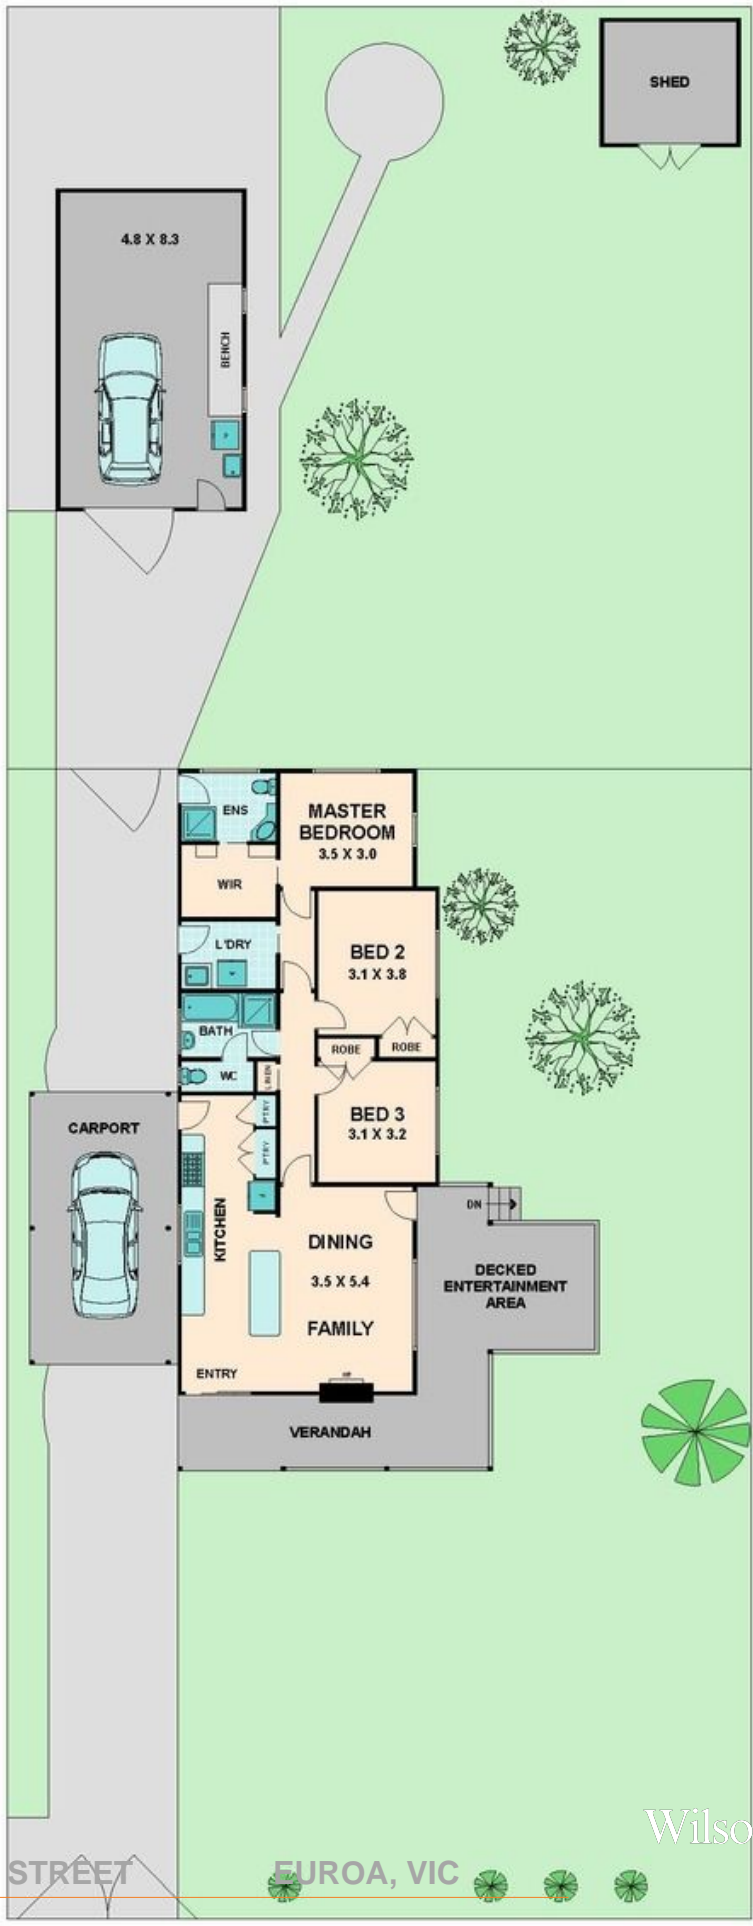 SHED
4.8 X 8.3
BENCH
ENS
MASTER
BEDROOM
3.5 X 3.0
WIR
L'DRY
BED 2
3.1 X 3.8
BATH
ROBE
ROBE
WC
LINEN
PTRY
BED 3
3.1 X 3.2
CARPORT
PTRY
KITCHEN
DN
DINING
3.5 X 5.4
FAMILY
DECKED
ENTERTAINMENT
AREA
ENTRY
VERANDAH
Wilso
STREET EUROA, VIC